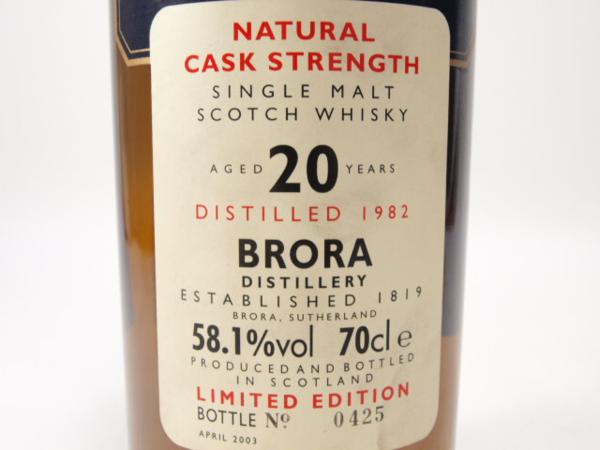 NATURAL
CASK STRENGTH
SINGLE MALT
SCOTCH WHISKY
AGED 20 YEARS
DISTILLED 1982
BRORA
DISTILLERY
ESTABLISHED 1819
BRORA, SUTHERLAND
58.1%vol 70cl e
PRODUCED AND BOTTLED
IN SCOTLAND
LIMITED EDITION
BOTTLE Nº 0425
APRIL 2003